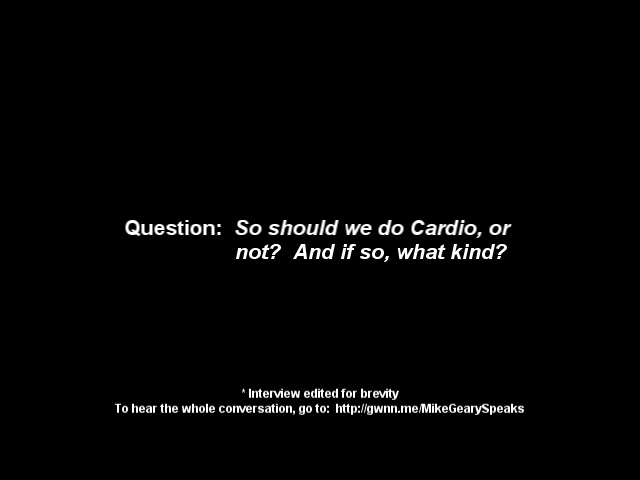 Question: So should we do Cardio, or
not? And if so, what kind?
* Interview edited for brevity
To hear the whole conversation, go to: http://gwnn.me/MikeGearySpeaks